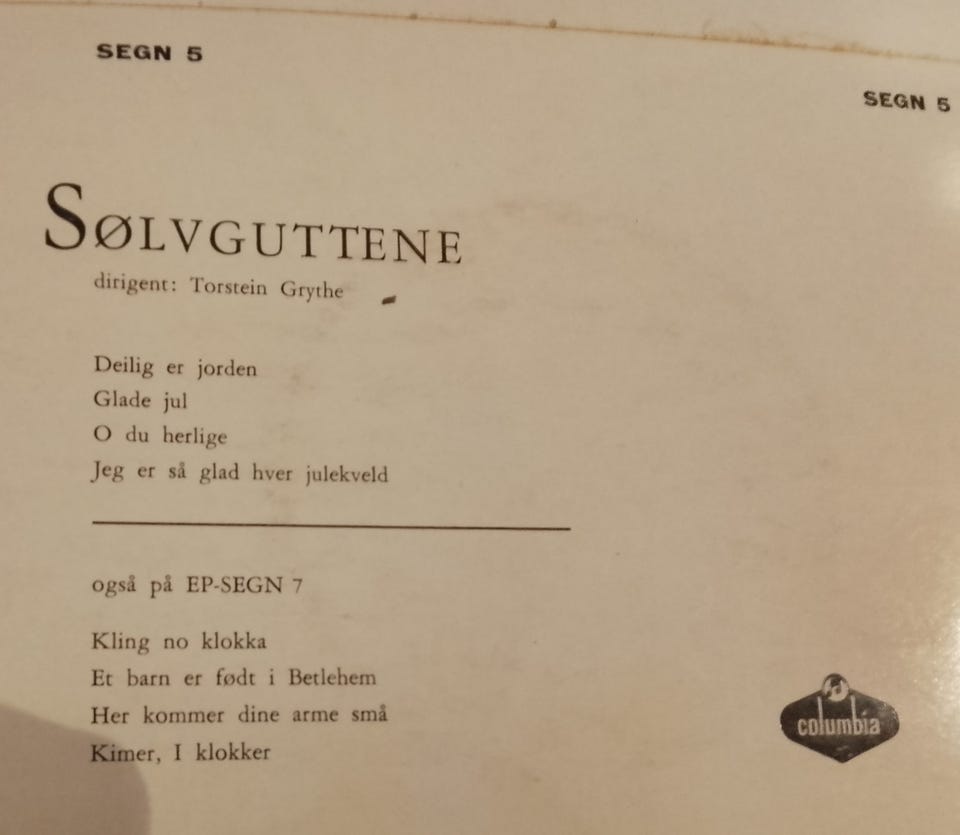 SEGN 5
SEGN 5
SØLVGUTTENE
dirigent: Torstein Grythe
Deilig er jorden
Glade jul
O du herlige
Jeg er så glad hver julekveld
også på EP-SEGN 7
Kling no klokka
Et barn er født i Betlehem
Her kommer dine arme små
Kimer, I klokker
columbia